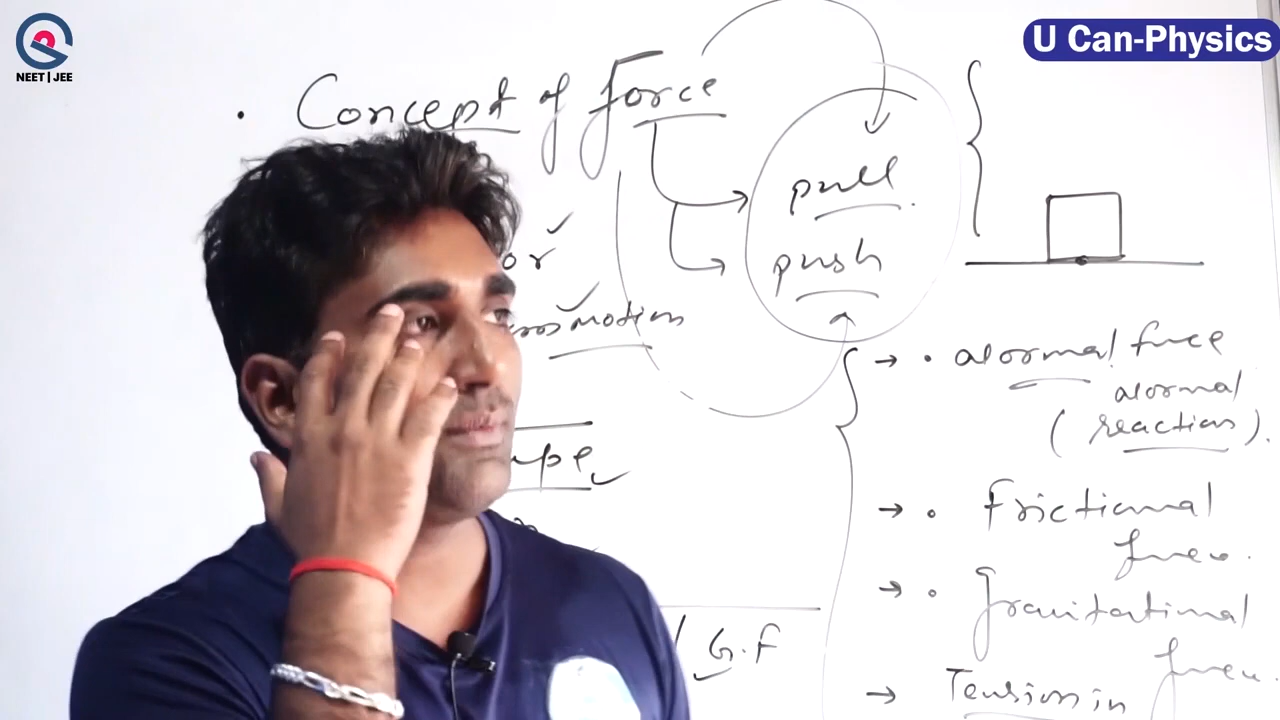 NEET | JEE
U Can-Physics
. Concept of force
pull.
push
or
motion
→ . Normal force
Normal
(reaction).
ype
→ . Frictional
force.
→ . Gravitational
force.
G.F
→ Tension in